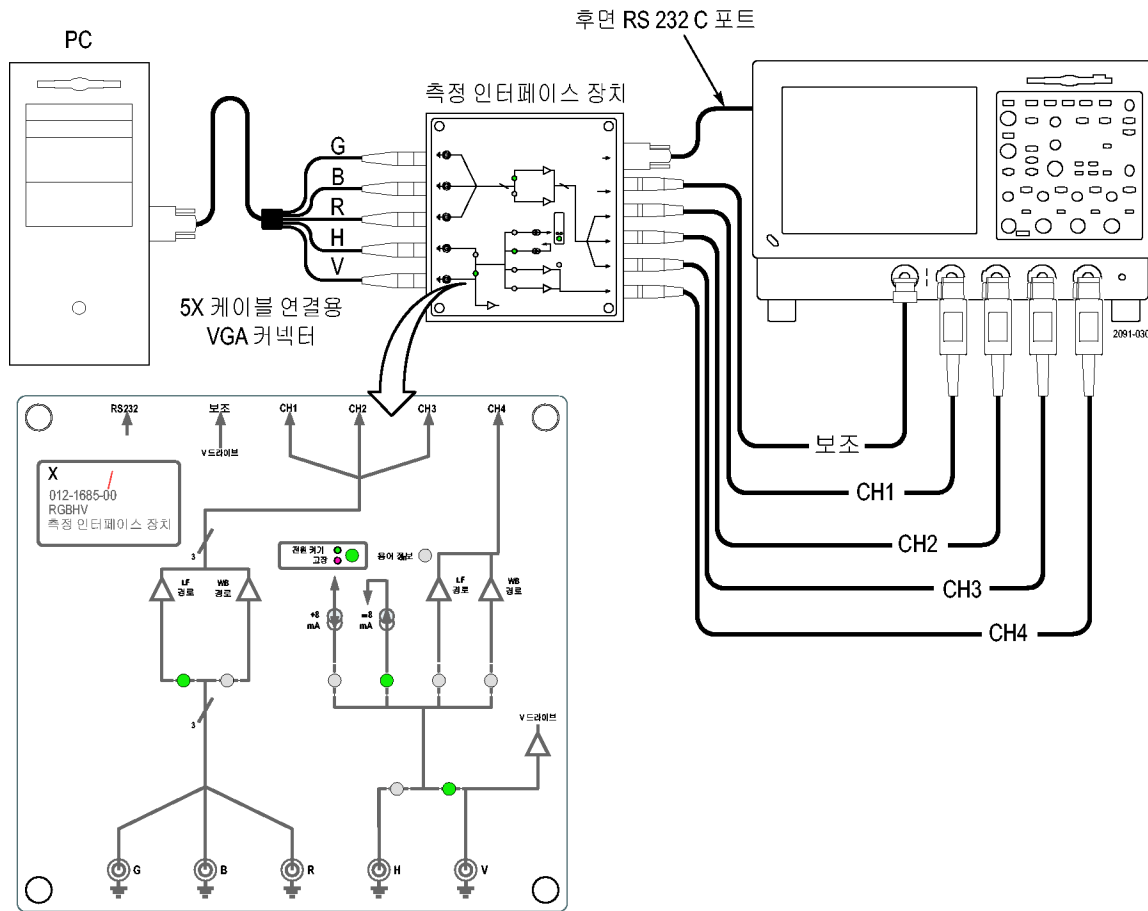 후면 RS 232 C 포트
PC
측정 인터페이스 장치
G
B
R
H
V
5X 케이블 연결용
VGA 커넥터
2091-030
보조
CH1
CH2
CH3
CH4
RS232
보조
CH1
CH2
CH3
CH4
V 드라이브
X
012-1685-00
RGBHV
측정 인터페이스 장치
3
전원 켜기
고장
용어 정보
LF
경로
WB
경로
+8
mA
=8
mA
LF
경로
WB
경로
3
V 드라이브
G
B
R
H
V